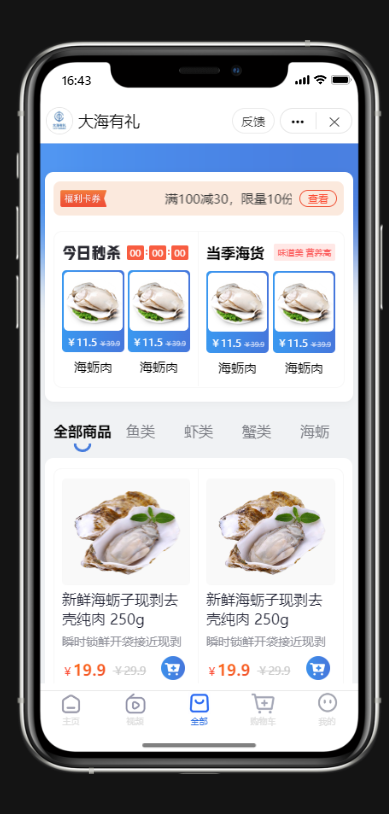 16:43
大海有礼
反馈
福利卡券
满100减30，限量10份
查看
今日秒杀 00:00:00
当季海货 味道美 营养高
¥11.5 ¥39.9
¥11.5 ¥39.9
¥11.5 ¥39.9
¥11.5 ¥39.9
海蛎肉
海蛎肉
海蛎肉
海蛎肉
全部商品 鱼类 虾类 蟹类 海蛎
新鲜海蛎子现剥去
壳纯肉 250g
瞬时锁鲜开袋接近现剥
¥19.9 ¥29.9
新鲜海蛎子现剥去
壳纯肉 250g
瞬时锁鲜开袋接近现剥
¥19.9 ¥29.9
主页 视频 全部 购物车 我的